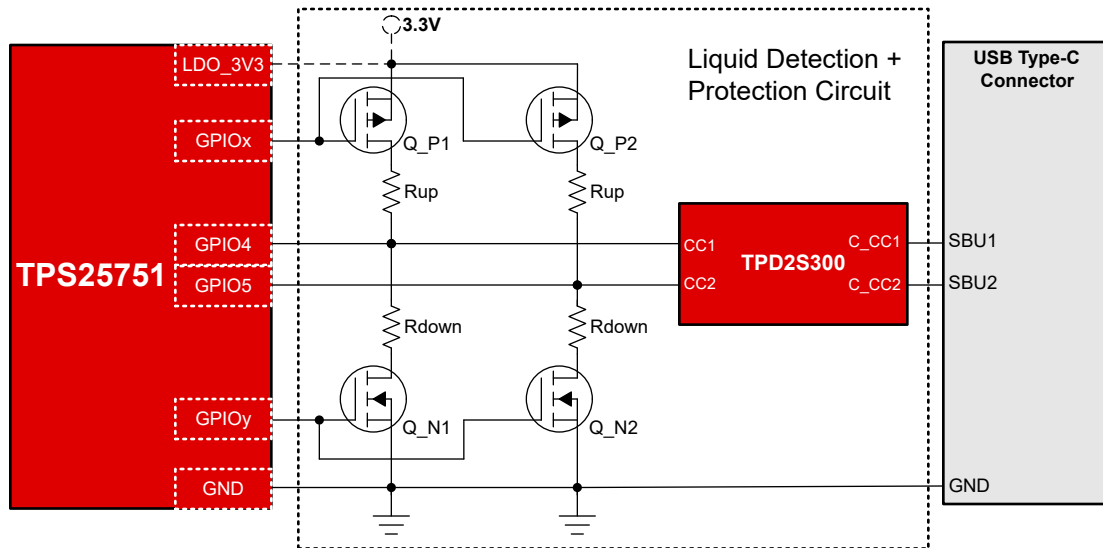 3.3V
LDO_3V3
Liquid Detection +
Protection Circuit
USB Type-C
Connector
GPIOx
Q_P1
Q_P2
Rup
Rup
TPS25751
GPIO4
GPIO5
CC1
CC2
TPD2S300
C_CC1
C_CC2
SBU1
SBU2
Rdown
Rdown
GPIOy
Q_N1
Q_N2
GND
GND